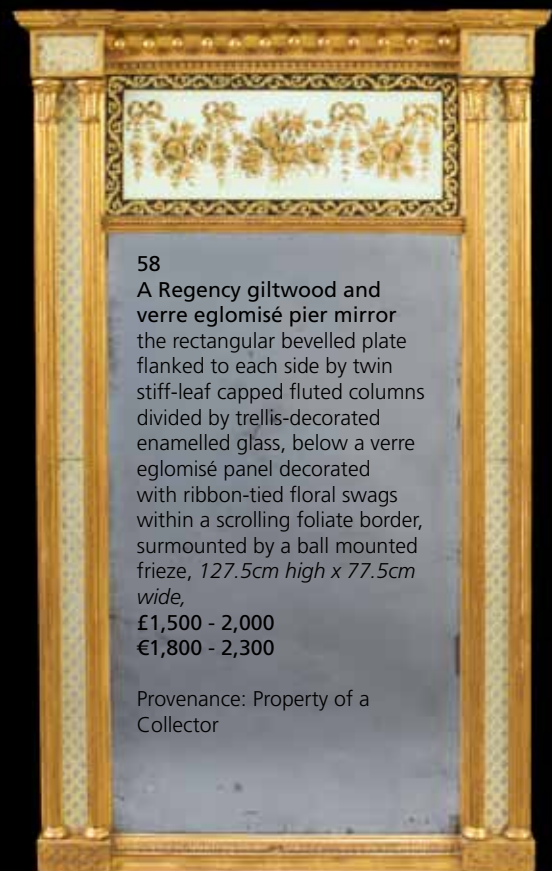 58
A Regency giltwood and
verre eglomisé pier mirror
the rectangular bevelled plate
flanked to each side by twin
stiff-leaf capped fluted columns
divided by trellis-decorated
enamelled glass, below a verre
eglomisé panel decorated
with ribbon-tied floral swags
within a scrolling foliate border,
surmounted by a ball mounted
frieze, 127.5cm high x 77.5cm
wide,
£1,500 - 2,000
€1,800 - 2,300
Provenance: Property of a
Collector